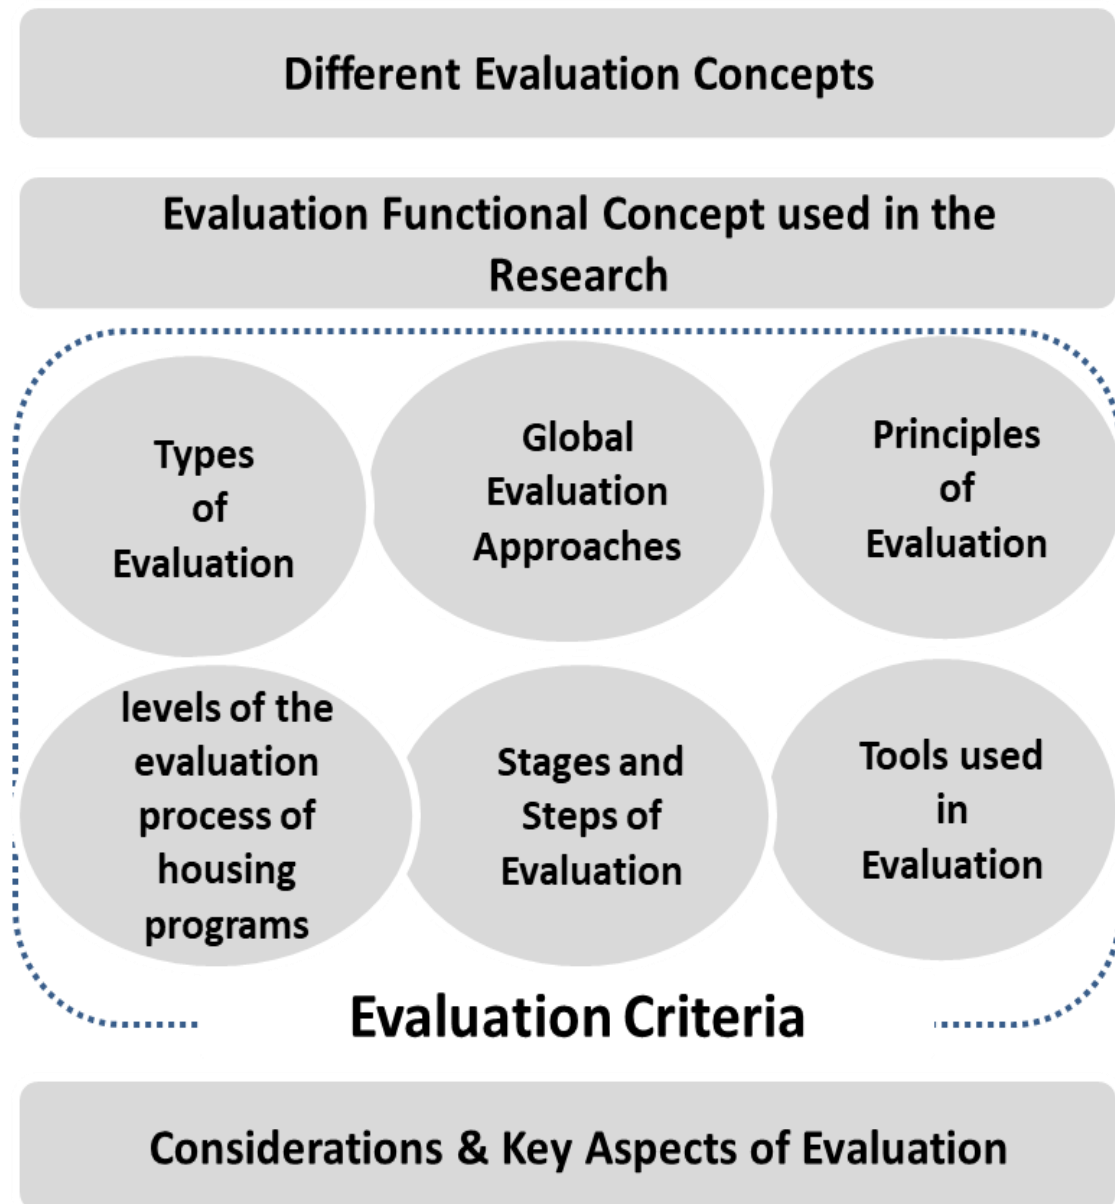 Different Evaluation Concepts
Evaluation Functional Concept used in the
Research
Types
of
Evaluation
Global
Evaluation
Approaches
Principles
of
Evaluation
levels of the
evaluation
process of
housing
programs
Stages and
Steps of
Evaluation
Tools used
in
Evaluation
Evaluation Criteria
Considerations & Key Aspects of Evaluation